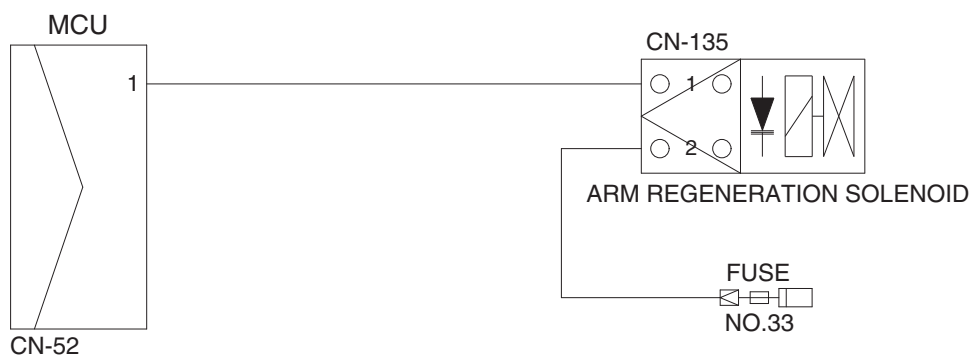 MCU
CN-135
1
1
2
ARM REGENERATION SOLENOID
FUSE
NO.33
CN-52